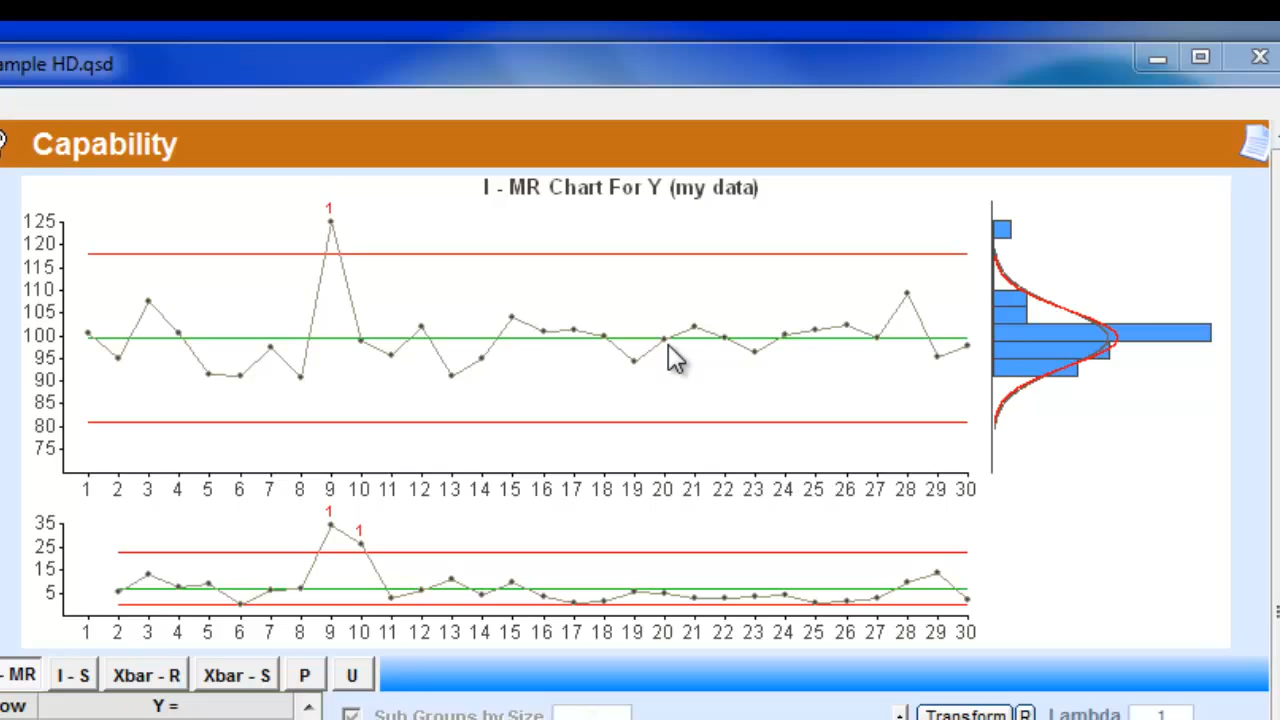 ample HD.qsd
Capability
I - MR Chart For Y (my data)
1
125
120
115
110
105
100
95
90
85
80
75
1 2 3 4 5 6 7 8 9 10 11 12 13 14 15 16 17 18 19 20 21 22 23 24 25 26 27 28 29 30
1 1
35
25
15
5
1 2 3 4 5 6 7 8 9 10 11 12 13 14 15 16 17 18 19 20 21 22 23 24 25 26 27 28 29 30
- MR I - S Xbar - R Xbar - S P U
ow Y = Sub Groups by Size Transform R Lambda 1